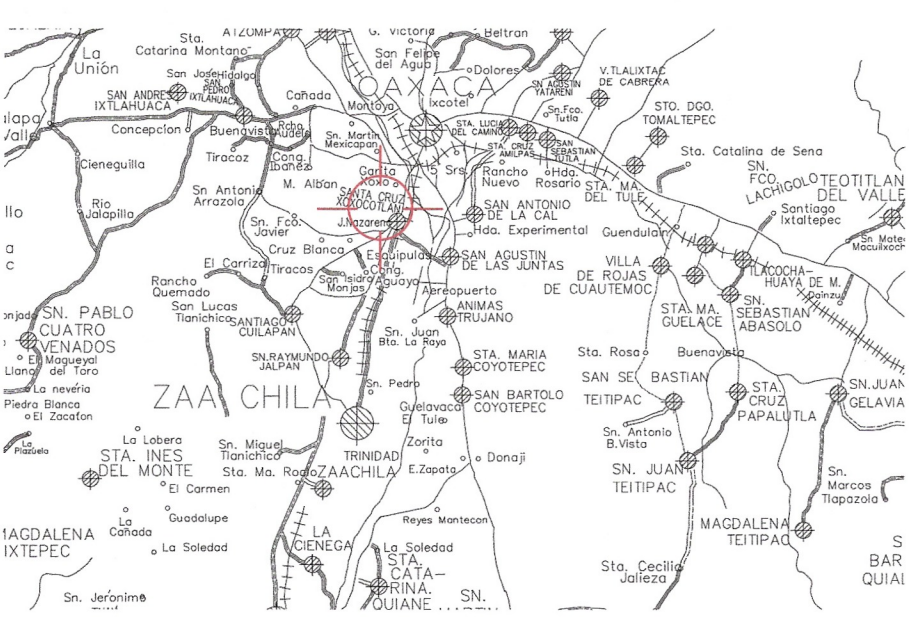 ATZOMPA
G. Victoria
Beltran
La
Unión
Sta.
Catarina Montano
San Felipe
del Agua
Dolores
V. TLALIXTAC
DE CABRERA
San José Hidalgo
SAN
PEDRO
IXTLAHUACA
SAN ANDRES
IXTLAHUACA
OAXACA
SN AGUSTIN
YATARENI
Cañada
Montoya
Ixcotel
Sn. Fco.
Tutla
STO. DGO.
TOMALTEPEC
Concepcion
Buenavista
Sn. Martin
Mexicapan
STA. LUCIA
DEL CAMINO
STA. CRUZ
AMILPAS
SAN
SEBASTIAN
TUTLA
Tiracoz
Cong.
Ibañez
Cieneguilla
Garita
Xoxo
5 Srs.
Rancho
Nuevo
Hda.
Rosario
Sta. Catalina de Sena
STA. MA.
DEL TULE
SN.
FCO.
LACHIGOLO
TEOTITLAN
DEL VALLE
Sn Antonio
Arrazola
M. Alban
SANTA CRUZ
XOXOCOTLAN
J. Nazareno
SAN ANTONIO
DE LA CAL
Hda. Experimental
Santiago
Ixtaltepec
Rio
Jalapilla
Sn. Fco.
Javier
Cruz Blanca
Guendulain
Sn Mateo
Macuilxoch
Esquipulas
SAN AGUSTIN
DE LAS JUNTAS
El Carrizal
Tiracos
San Isidro
Monjas
Cong.
Aguayo
Rancho
Quemado
VILLA
DE ROJAS
DE CUAUTEMOC
TLACOCHA-
HUAYA DE M.
Dainzu
Aereopuerto
San Lucas
Tlanichico
SANTIAGO
CUILAPAN
ANIMAS
TRUJANO
STA. MA.
GUELACE
SN.
SEBASTIAN
ABASOLO
SN. PABLO
CUATRO
VENADOS
Sn. Juan
Bta. La Raya
SN. RAYMUNDO
JALPAN
STA. MARIA
COYOTEPEC
Sta. Rosa
Buenavista
El Magueyal
Llano del Toro
La neveria
Piedra Blanca
El Zacaton
Sn. Pedro
ZAACHILA
SAN BARTOLO
COYOTEPEC
SAN SEBASTIAN
TEITIPAC
STA.
CRUZ
PAPALUTLA
SN. JUAN
GELAVIA
Guelavaca
El Tule
La
Plazuela
La Lobera
Sn. Miguel
Tlanichico
Zorita
Sn. Antonio
B. Vista
STA. INES
DEL MONTE
TRINIDAD
ZAACHILA
Sta. Ma. Roalo
E. Zapata
Donaji
SN. JUAN
TEITIPAC
Sn.
Marcos
Tlapazola
El Carmen
La
Cañada
Guadalupe
Reyes Mantecon
MAGDALENA
IXTEPEC
LA
CIENEGA
MAGDALENA
TEITIPAC
La Soledad
La Soledad
STA.
CATA-
RINA.
QUIANE
Sta. Cecilia
Jalieza
S
BAR
QUIAL
Sn. Jerónimo
SN.